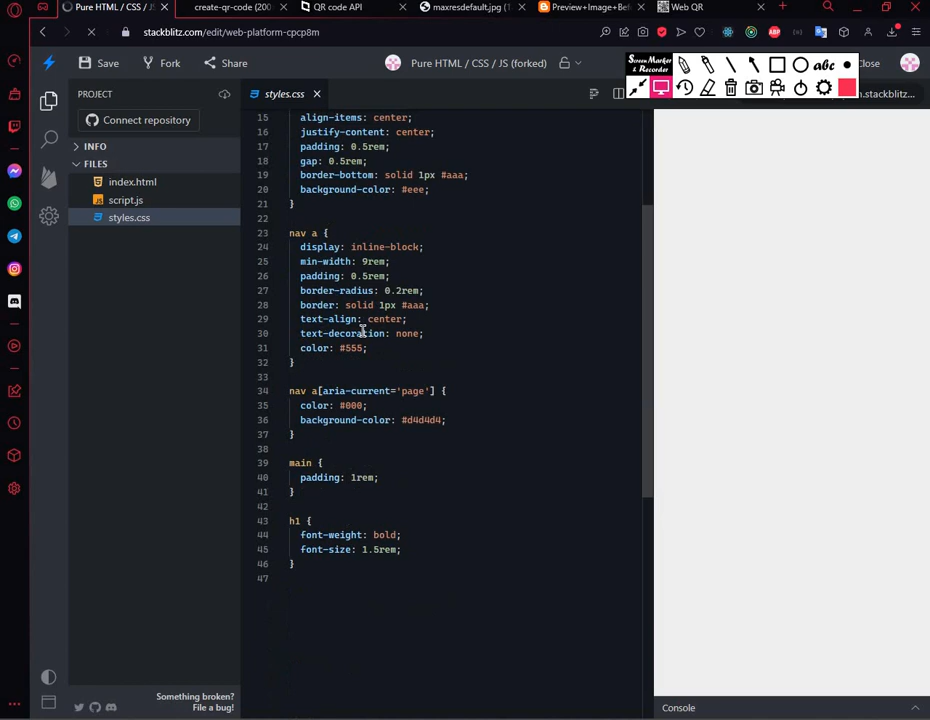 Pure HTML / CSS / JS (
create-qr-code (200
QR code API
maxresdefault.jpg (
Preview+Image+Bef
Web QR
stackblitz.com/edit/web-platform-cpcp8m
Save
Fork
Share
Pure HTML / CSS / JS (forked)
Screen Marker & Recorder
abc
lose
PROJECT
styles.css
.stackblitz...
Connect repository
INFO
FILES
index.html
script.js
styles.css
15 align-items: center;
16 justify-content: center;
17 padding: 0.5rem;
18 gap: 0.5rem;
19 border-bottom: solid 1px #aaa;
20 background-color: #eee;
21 }
22
23 nav a {
24 display: inline-block;
25 min-width: 9rem;
26 padding: 0.5rem;
27 border-radius: 0.2rem;
28 border: solid 1px #aaa;
29 text-align: center;
30 text-decoration: none;
31 color: #555;
32 }
33
34 nav a[aria-current='page'] {
35 color: #000;
36 background-color: #d4d4d4;
37 }
38
39 main {
40 padding: 1rem;
41 }
42
43 h1 {
44 font-weight: bold;
45 font-size: 1.5rem;
46 }
47
Something broken?
File a bug!
Console